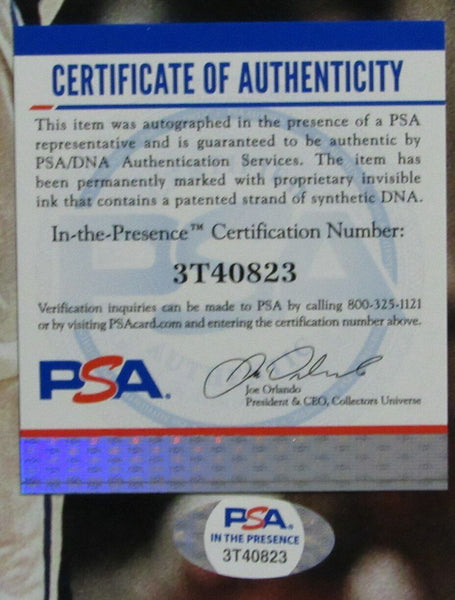 CERTIFICATE OF AUTHENTICITY
This item was autographed in the presence of a PSA
representative and is guaranteed to be authentic by
PSA/DNA Authentication Services. The item has
been permanently marked with proprietary invisible
ink that contains a patented strand of synthetic DNA.
In-the-Presence™ Certification Number:
3T40823
Verification inquiries can be made to PSA by calling 800-325-1121
or by visiting PSAcard.com and entering the certification number above.
PSA.
Joe Orlando
President & CEO, Collectors Universe
PSA.
IN THE PRESENCE
3T40823